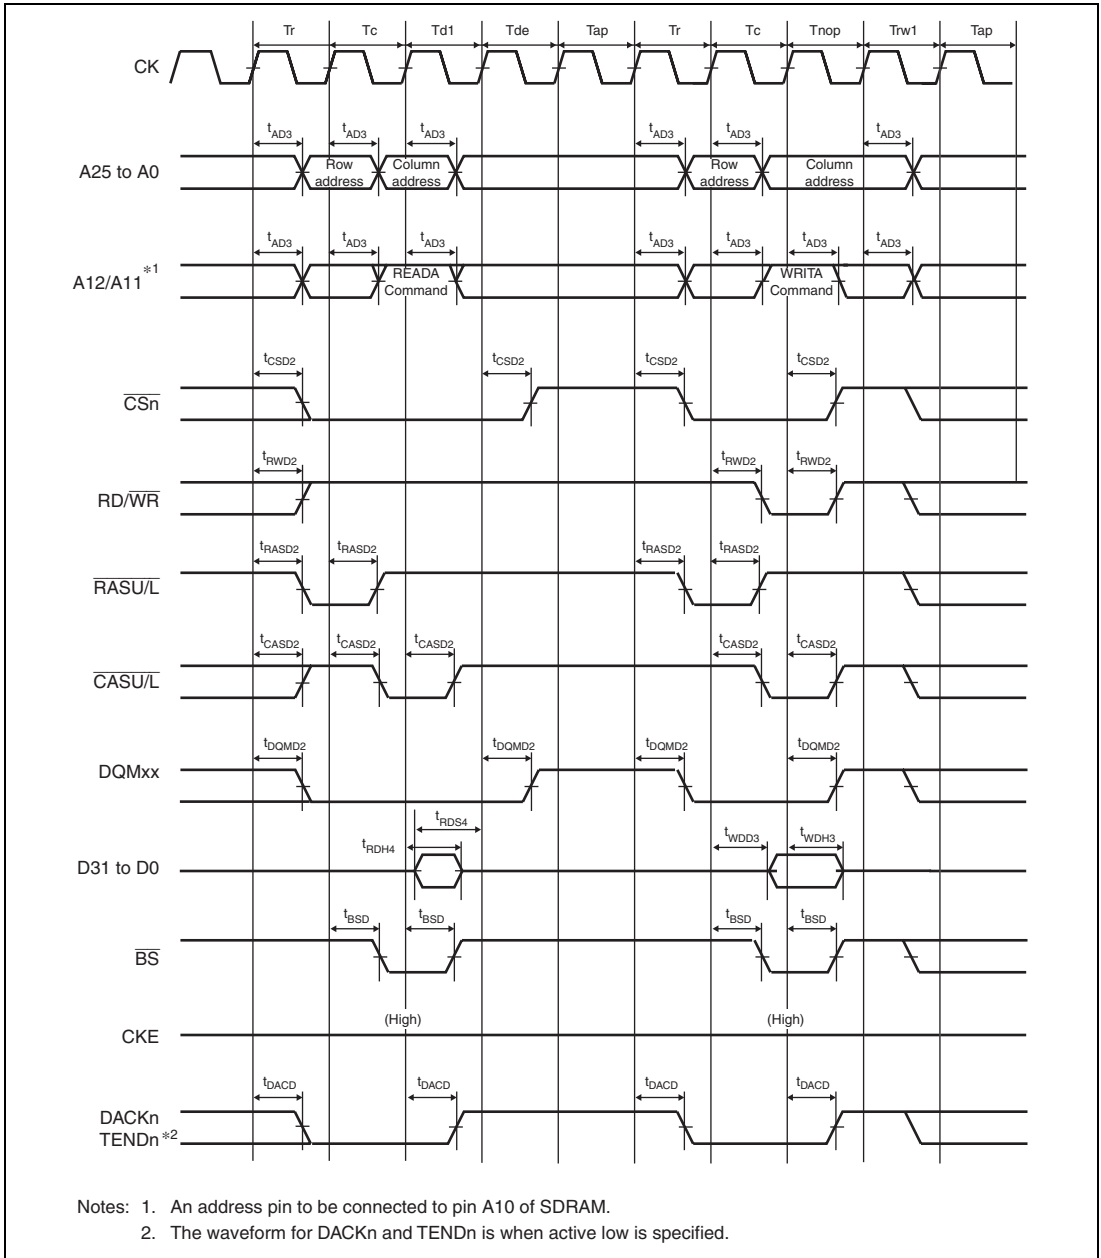 Tr Tc Td1 Tde Tap Tr Tc Tnop Trw1 Tap
CK
tAD3 tAD3 tAD3 tAD3 tAD3 tAD3
A25 to A0
Row address
Column address
Row address
Column address
tAD3 tAD3 tAD3 tAD3 tAD3 tAD3 tAD3
A12/A11*1
READA Command
WRITA Command
tCSD2 tCSD2 tCSD2 tCSD2
CSn
tRWD2 tRWD2 tRWD2
RD/WR
tRASD2 tRASD2 tRASD2 tRASD2
RASU/L
tCASD2 tCASD2 tCASD2 tCASD2 tCASD2
CASU/L
tDQMD2 tDQMD2 tDQMD2 tDQMD2
DQMxx
tRDS4
tRDH4 tWDD3 tWDH3
D31 to D0
tBSD tBSD tBSD tBSD
BS
(High) (High)
CKE
tDACD tDACD tDACD tDACD
DACKn
TENDn*2
Notes: 1. An address pin to be connected to pin A10 of SDRAM.
2. The waveform for DACKn and TENDn is when active low is specified.